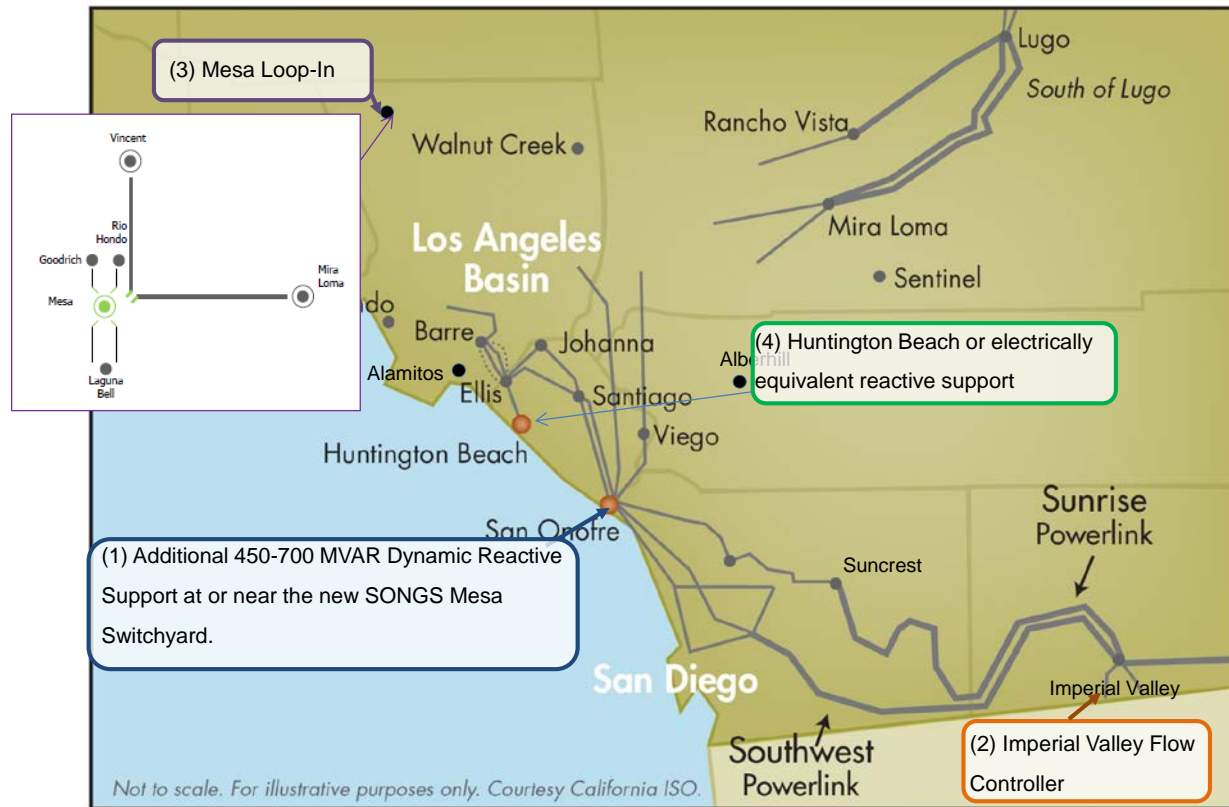 (3) Mesa Loop-In
Lugo
South of Lugo
Rancho Vista
Walnut Creek
Mira Loma
Sentinel
Los Angeles
Basin
Vincent
Rio
Hondo
Goodrich
Mesa
Mira
Loma
Laguna
Bell
ndo
Barre
Johanna
Alamitos
Ellis
Santiago
Alberhill
(4) Huntington Beach or electrically
equivalent reactive support
Huntington Beach
Viego
San Onofre
(1) Additional 450-700 MVAR Dynamic Reactive
Support at or near the new SONGS Mesa
Switchyard.
Suncrest
Sunrise
Powerlink
San Diego
Imperial Valley
Southwest
Powerlink
(2) Imperial Valley Flow
Controller
Not to scale. For illustrative purposes only. Courtesy California ISO.